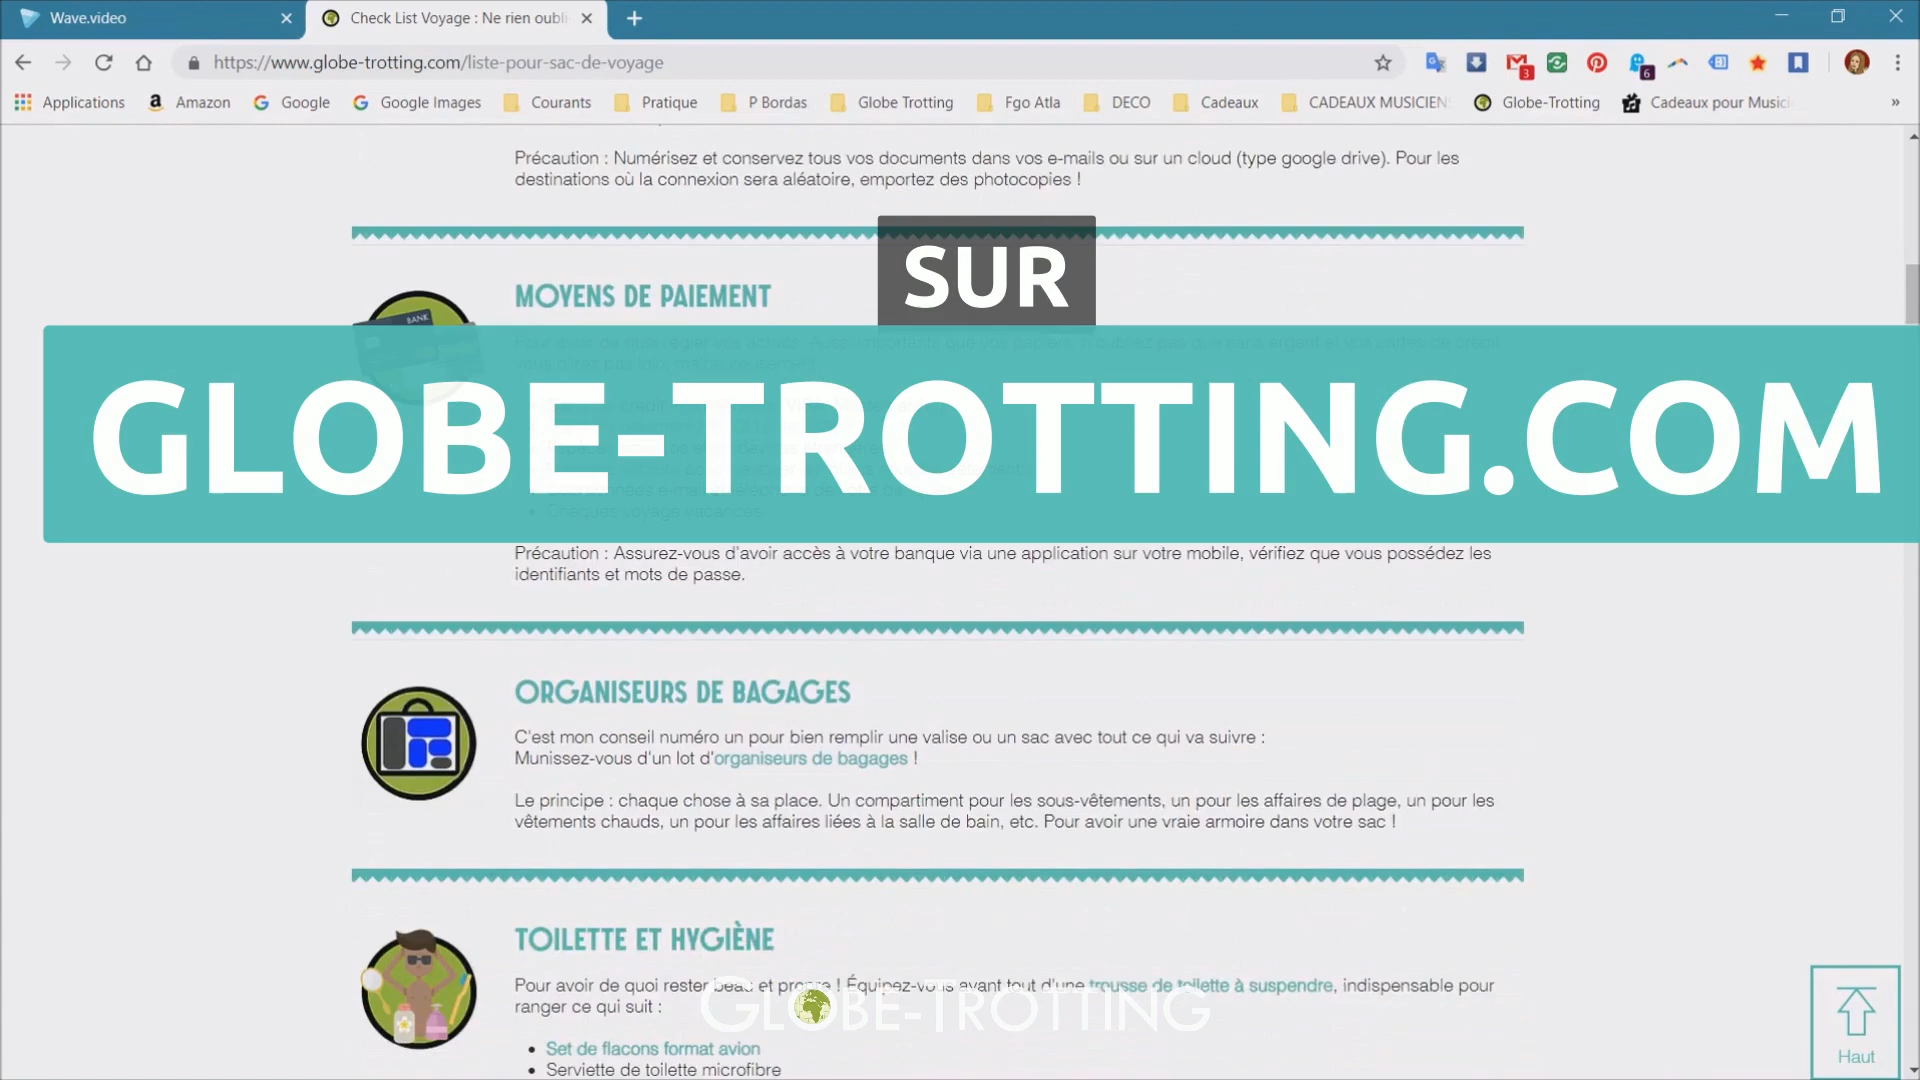 Wave.video
Check List Voyage : Ne rien oubli
https://www.globe-trotting.com/liste-pour-sac-de-voyage
3
6
Applications
Amazon
Google
Google Images
Courants
Pratique
P Bordas
Globe Trotting
Fgo Atla
DECO
Cadeaux
CADEAUX MUSICIEN
Globe-Trotting
Cadeaux pour Musici
»
Précaution : Numérisez et conservez tous vos documents dans vos e-mails ou sur un cloud (type google drive). Pour les
destinations où la connexion sera aléatoire, emportez des photocopies !
SUR
MOYENS DE PAIEMENT
BANK
GLOBE-TROTTING.COM
• Chèques voyage vacances
Précaution : Assurez-vous d'avoir accès à votre banque via une application sur votre mobile, vérifiez que vous possédez les
identifiants et mots de passe.
ORGANISEURS DE BAGAGES
C'est mon conseil numéro un pour bien remplir une valise ou un sac avec tout ce qui va suivre :
Munissez-vous d'un lot d'organiseurs de bagages !
Le principe : chaque chose à sa place. Un compartiment pour les sous-vêtements, un pour les affaires de plage, un pour les
vêtements chauds, un pour les affaires liées à la salle de bain, etc. Pour avoir une vraie armoire dans votre sac !
TOILETTE ET HYGIÈNE
Pour avoir de quoi rester beau et propre ! Équipez-vous avant tout d'une trousse de toilette à suspendre, indispensable pour
ranger ce qui suit :
GLOBE-TROTTING
• Set de flacons format avion
• Serviette de toilette microfibre
Haut